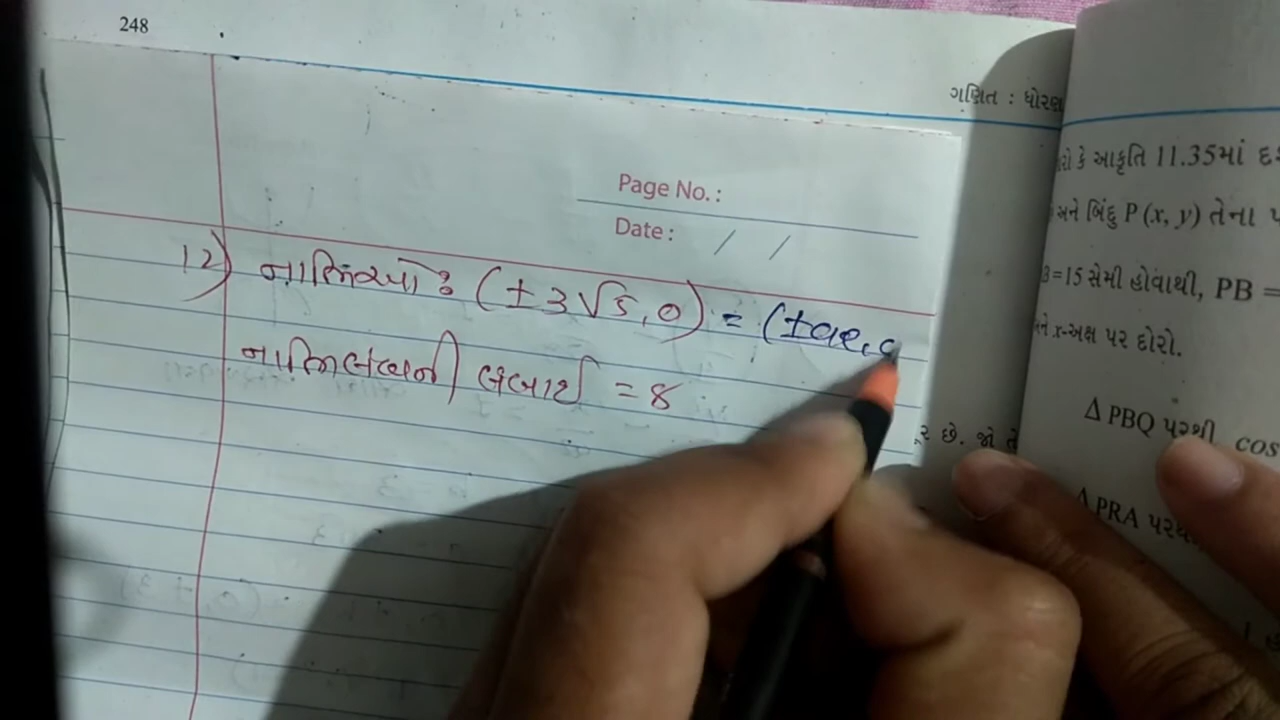 248
ગણિત : ધોરણ
Page No. :
Date : / /
12) નાભિઓ : (± 3√5, 0) = (± ae, 0
નાભિલંબની લંબાઈ = 8
કે આકૃતિ 11.35માં
અને બિંદુ P (x, y) તેના
=15 સેમી હોવાથી, PB =
x-અક્ષ પર દોરો.
છે. જો તે
Δ PBQ પરથી, cos
Δ PRA